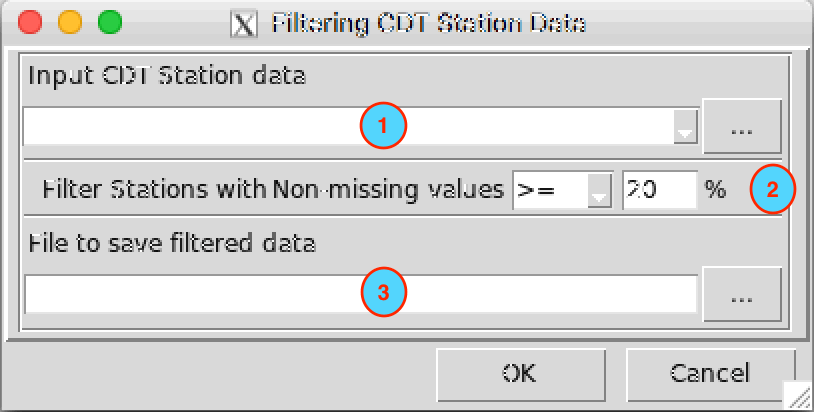 Filtering CDT Station Data
Input CDT Station data
1
...
Filter Stations with Non-missing values >= 20 % 2
File to save filtered data
3
...
OK Cancel